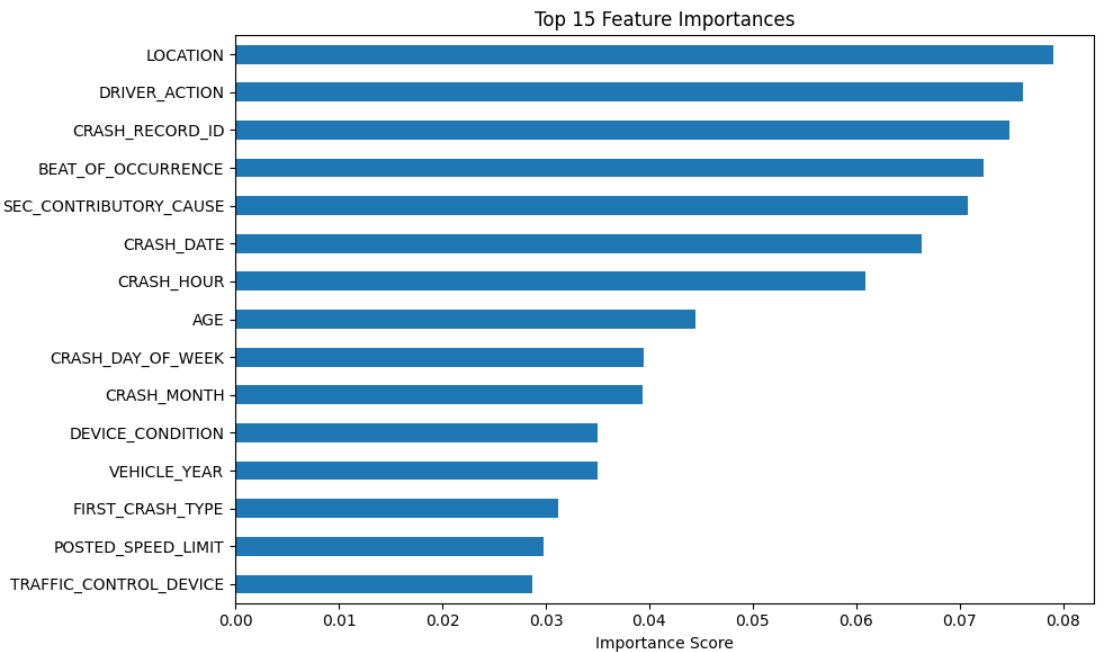 Top 15 Feature Importances
LOCATION
DRIVER_ACTION
CRASH_RECORD_ID
BEAT_OF_OCCURRENCE
SEC_CONTRIBUTORY_CAUSE
CRASH_DATE
CRASH_HOUR
AGE
CRASH_DAY_OF_WEEK
CRASH_MONTH
DEVICE_CONDITION
VEHICLE_YEAR
FIRST_CRASH_TYPE
POSTED_SPEED_LIMIT
TRAFFIC_CONTROL_DEVICE
0.00 0.01 0.02 0.03 0.04 0.05 0.06 0.07 0.08
Importance Score